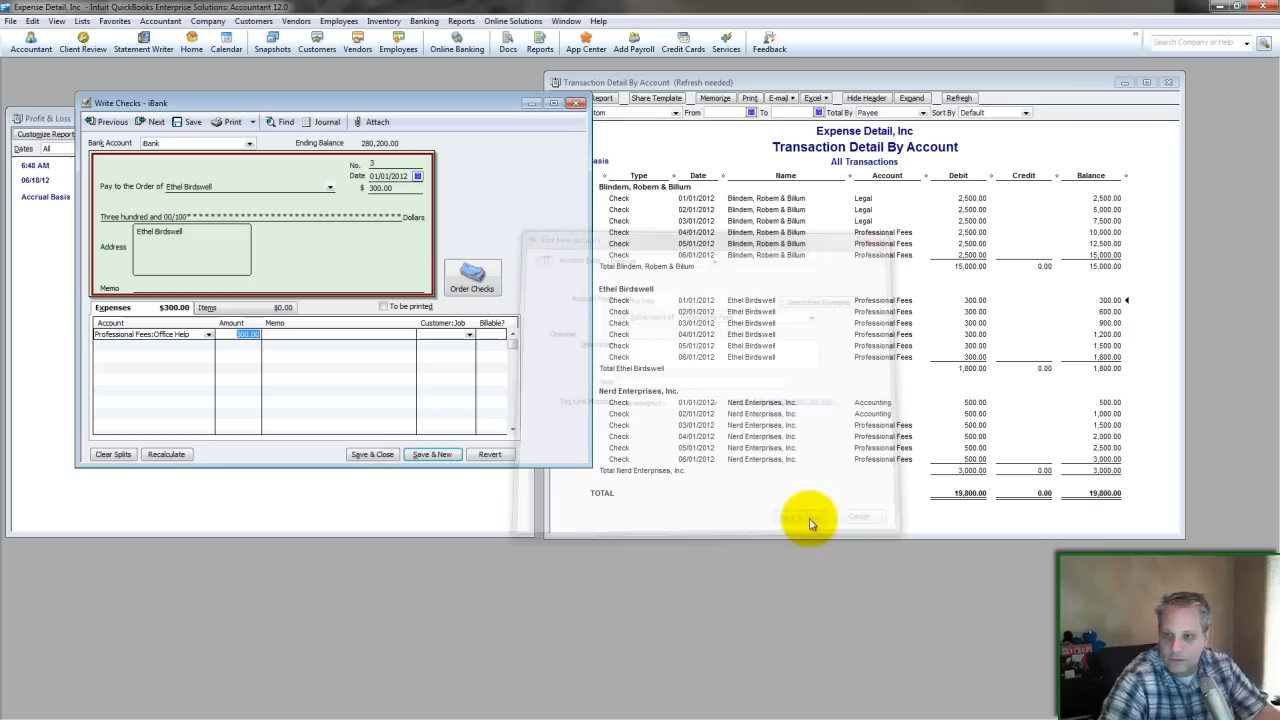 Expense Detail, Inc. - Intuit QuickBooks Enterprise Solutions: Accountant 12.0
File Edit View Lists Favorites Accountant Company Customers Vendors Employees Inventory Banking Reports Online Solutions Window Help
Accountant Client Review Statement Writer Home Calendar Snapshots Customers Vendors Employees Online Banking Docs Reports App Center Add Payroll Credit Cards Services Feedback
Search Company or Help
Profit & Loss
Customize Report
Dates All
6:48 AM
06/18/12
Accrual Basis
Write Checks - iBank
Previous Next Save Print Find Journal Attach
Bank Account iBank Ending Balance 280,200.00
No. 3
Date 01/01/2012
Pay to the Order of Ethel Birdswell $ 300.00
Three hundred and 00/100* * * * * * * * * * * * * * * * * * * * * * * * * * * * * * * * * * * * * * * * * Dollars
Ethel Birdswell
Address
Memo
Order Checks
Expenses $300.00 Items $0.00 To be printed
Account Amount Memo Customer:Job Billable?
Professional Fees:Office Help 300.00
Clear Splits Recalculate Save & Close Save & New Revert
Transaction Detail By Account (Refresh needed)
Report Share Template Memorize Print E-mail Excel Hide Header Expand Refresh
tom From To Total By Payee Sort By Default
Expense Detail, Inc
Transaction Detail By Account
asis All Transactions
Type Date Name Account Debit Credit Balance
Blindem, Robem & Billum
Check 01/01/2012 Blindem, Robem & Billum Legal 2,500.00 2,500.00
Check 02/01/2012 Blindem, Robem & Billum Legal 2,500.00 5,000.00
Check 03/01/2012 Blindem, Robem & Billum Legal 2,500.00 7,500.00
Check 04/01/2012 Blindem, Robem & Billum Professional Fees 2,500.00 10,000.00
Check 05/01/2012 Blindem, Robem & Billum Professional Fees 2,500.00 12,500.00
Check 06/01/2012 Blindem, Robem & Billum Professional Fees 2,500.00 15,000.00
Total Blindem, Robem & Billum 15,000.00 0.00 15,000.00
Ethel Birdswell
Check 01/01/2012 Ethel Birdswell Professional Fees 300.00 300.00
Check 02/01/2012 Ethel Birdswell Professional Fees 300.00 600.00
Check 03/01/2012 Ethel Birdswell Professional Fees 300.00 900.00
Check 04/01/2012 Ethel Birdswell Professional Fees 300.00 1,200.00
Check 05/01/2012 Ethel Birdswell Professional Fees 300.00 1,500.00
Check 06/01/2012 Ethel Birdswell Professional Fees 300.00 1,800.00
Total Ethel Birdswell 1,800.00 0.00 1,800.00
Nerd Enterprises, Inc.
Check 01/01/2012 Nerd Enterprises, Inc. Accounting 500.00 500.00
Check 02/01/2012 Nerd Enterprises, Inc. Accounting 500.00 1,000.00
Check 03/01/2012 Nerd Enterprises, Inc. Professional Fees 500.00 1,500.00
Check 04/01/2012 Nerd Enterprises, Inc. Professional Fees 500.00 2,000.00
Check 05/01/2012 Nerd Enterprises, Inc. Professional Fees 500.00 2,500.00
Check 06/01/2012 Nerd Enterprises, Inc. Professional Fees 500.00 3,000.00
Total Nerd Enterprises, Inc. 3,000.00 0.00 3,000.00
TOTAL 19,800.00 0.00 19,800.00
Add New Account
Cancel